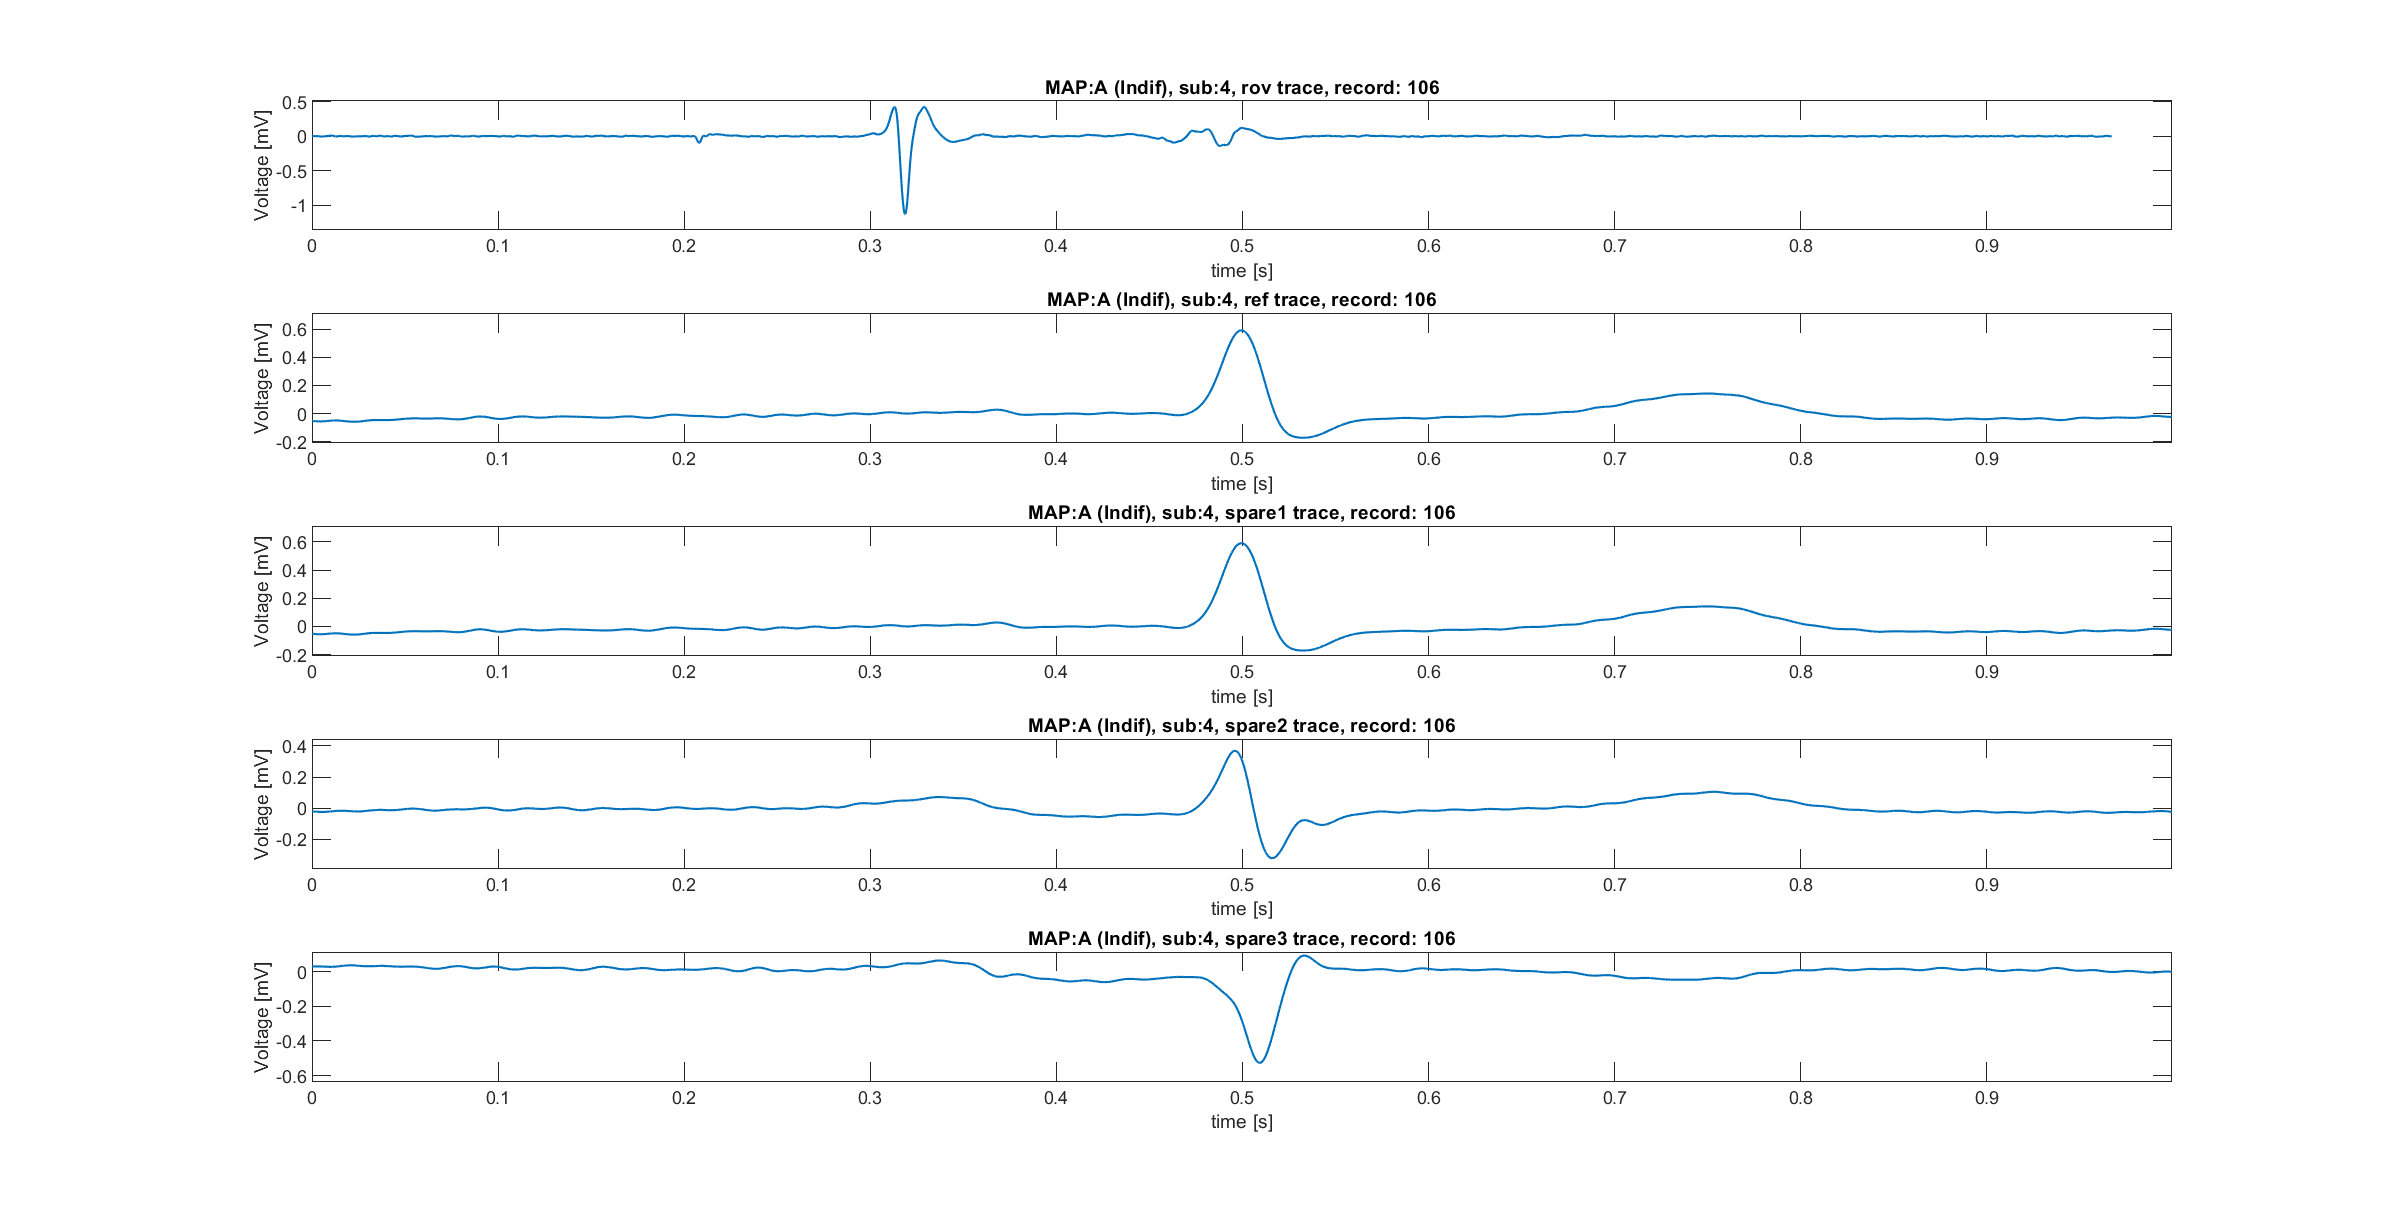 MAP:A (Indif), sub:4, rov trace, record: 106
Voltage [mV]
0.5
0
-0.5
-1
0 0.1 0.2 0.3 0.4 0.5 0.6 0.7 0.8 0.9
time [s]
MAP:A (Indif), sub:4, ref trace, record: 106
Voltage [mV]
0.6
0.4
0.2
0
-0.2
0 0.1 0.2 0.3 0.4 0.5 0.6 0.7 0.8 0.9
time [s]
MAP:A (Indif), sub:4, spare1 trace, record: 106
Voltage [mV]
0.6
0.4
0.2
0
-0.2
0 0.1 0.2 0.3 0.4 0.5 0.6 0.7 0.8 0.9
time [s]
MAP:A (Indif), sub:4, spare2 trace, record: 106
Voltage [mV]
0.4
0.2
0
-0.2
0 0.1 0.2 0.3 0.4 0.5 0.6 0.7 0.8 0.9
time [s]
MAP:A (Indif), sub:4, spare3 trace, record: 106
Voltage [mV]
0
-0.2
-0.4
-0.6
0 0.1 0.2 0.3 0.4 0.5 0.6 0.7 0.8 0.9
time [s]